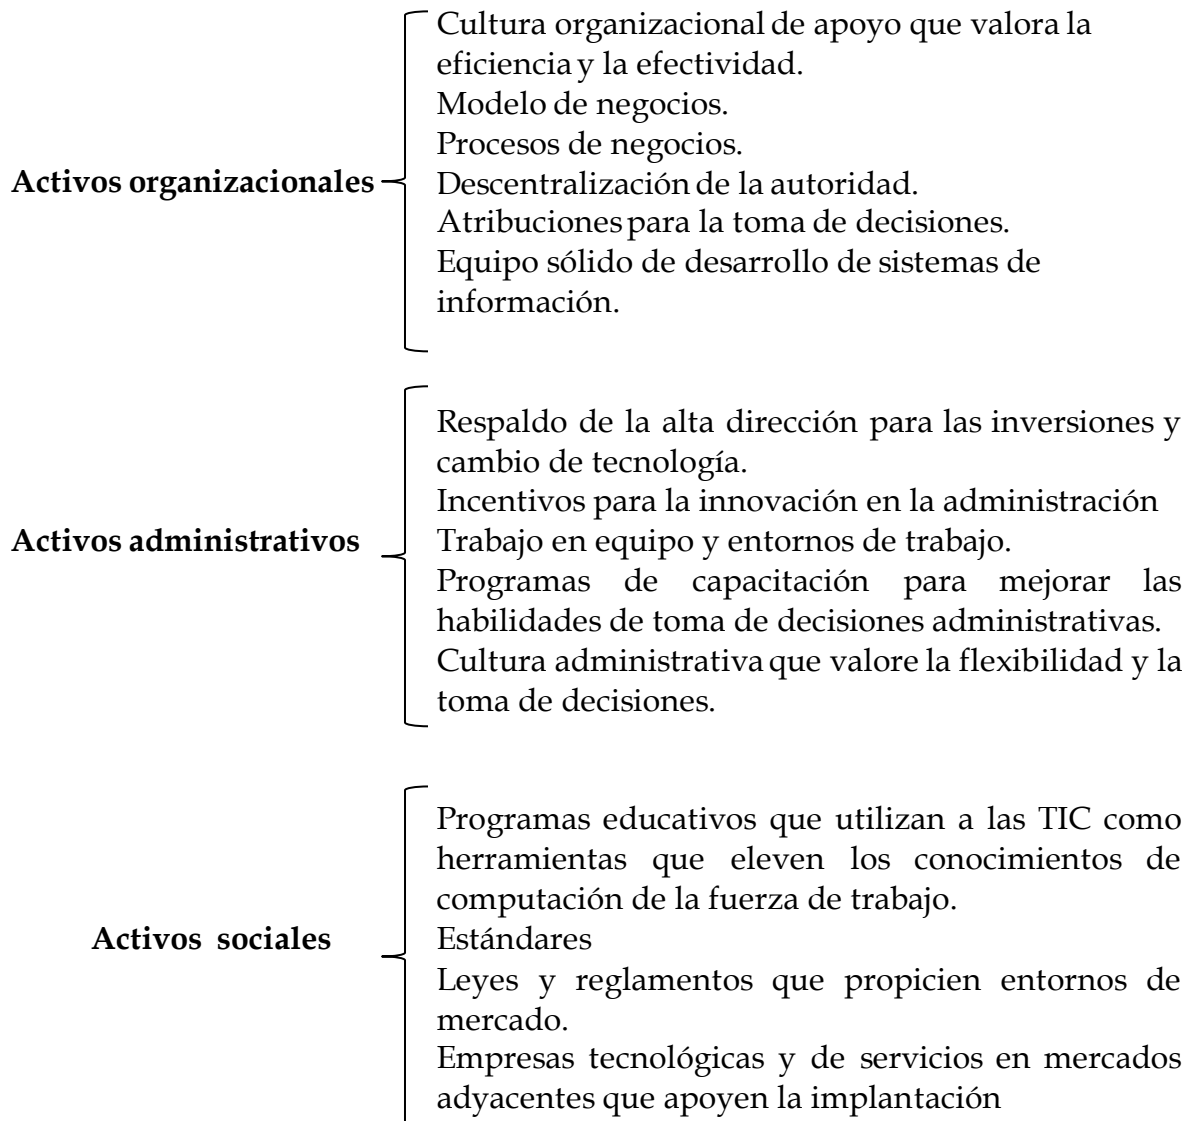 Cultura organizacional de apoyo que valora la
eficiencia y la efectividad.
Modelo de negocios.
Procesos de negocios.
Activos organizacionales
Descentralización de la autoridad.
Atribuciones para la toma de decisiones.
Equipo sólido de desarrollo de sistemas de
información.
Respaldo de la alta dirección para las inversiones y
cambio de tecnología.
Incentivos para la innovación en la administración
Activos administrativos
Trabajo en equipo y entornos de trabajo.
Programas de capacitación para mejorar las
habilidades de toma de decisiones administrativas.
Cultura administrativa que valore la flexibilidad y la
toma de decisiones.
Programas educativos que utilizan a las TIC como
herramientas que eleven los conocimientos de
computación de la fuerza de trabajo.
Activos sociales
Estándares
Leyes y reglamentos que propicien entornos de
mercado.
Empresas tecnológicas y de servicios en mercados
adyacentes que apoyen la implantación